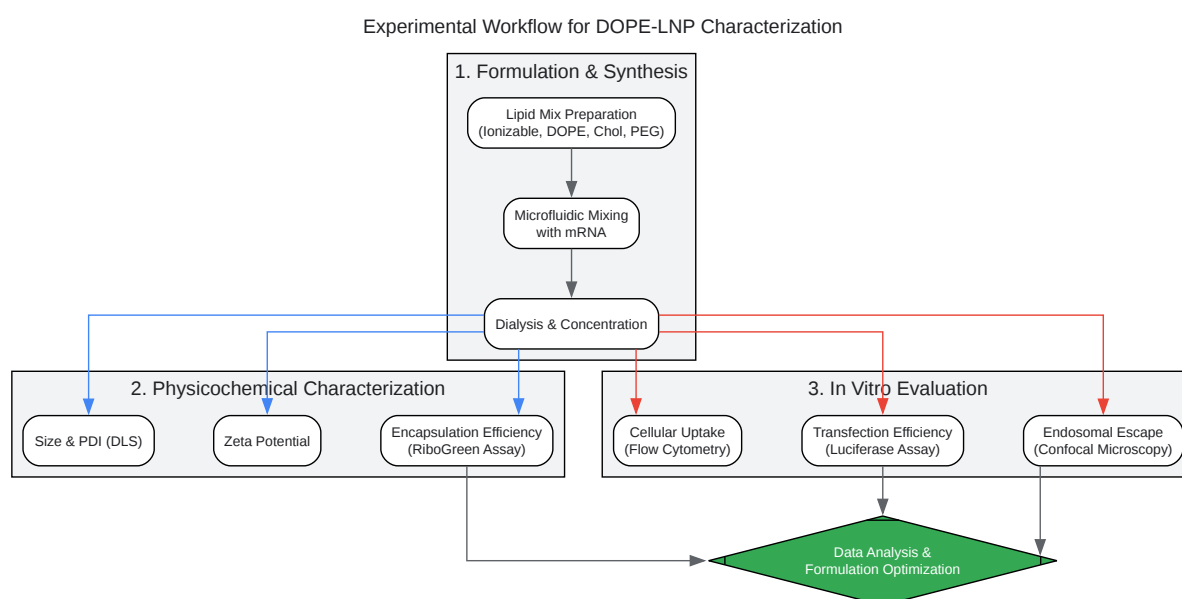 Experimental Workflow for DOPE-LNP Characterization
1. Formulation & Synthesis
Lipid Mix Preparation
(Ionizable, DOPE, Chol, PEG)
Microfluidic Mixing
with mRNA
Dialysis & Concentration
2. Physicochemical Characterization
Size & PDI (DLS)
Zeta Potential
Encapsulation Efficiency
(RiboGreen Assay)
3. In Vitro Evaluation
Cellular Uptake
(Flow Cytometry)
Transfection Efficiency
(Luciferase Assay)
Endosomal Escape
(Confocal Microscopy)
Data Analysis &
Formulation Optimization